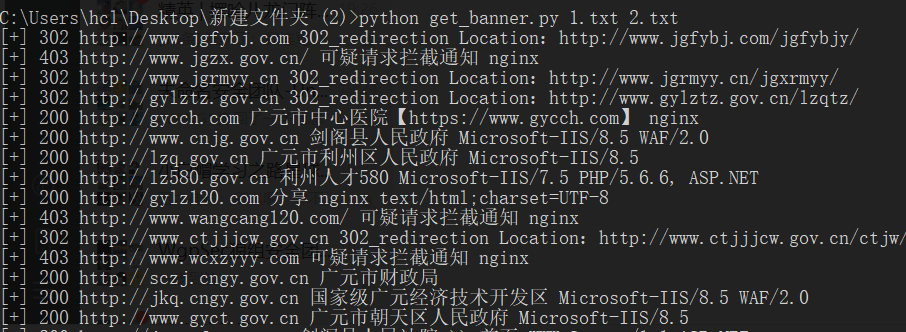 C:\Users\hcl\Desktop\新建文件夹 (2)>python get_banner.py 1.txt 2.txt
[+] 302 http://www.jgfybj.com 302_redirection Location：http://www.jgfybj.com/jgfybjy/
[+] 403 http://www.jgzx.gov.cn/ 可疑请求拦截通知 nginx
[+] 302 http://www.jgrmyy.cn 302_redirection Location：http://www.jgrmyy.cn/jgxrmyy/
[+] 302 http://gylztz.gov.cn 302_redirection Location：http://www.gylztz.gov.cn/lzqtz/
[+] 200 http://gycch.com 广元市中心医院【https://www.gycch.com】 nginx
[+] 200 http://www.cnjg.gov.cn 剑阁县人民政府 Microsoft-IIS/8.5 WAF/2.0
[+] 200 http://lzq.gov.cn 广元市利州区人民政府 Microsoft-IIS/8.5
[+] 200 http://lz580.gov.cn 利州人才580 Microsoft-IIS/7.5 PHP/5.6.6, ASP.NET
[+] 200 http://gylz120.com 分享 nginx text/html;charset=UTF-8
[+] 403 http://www.wangcang120.com/ 可疑请求拦截通知 nginx
[+] 302 http://www.ctjjjcw.gov.cn 302_redirection Location：http://www.ctjjjcw.gov.cn/ctjw/
[+] 403 http://www.wcxzyyy.com 可疑请求拦截通知 nginx
[+] 200 http://sczj.cngy.gov.cn 广元市财政局
[+] 200 http://jkq.cngy.gov.cn 国家级广元经济技术开发区 Microsoft-IIS/8.5 WAF/2.0
[+] 200 http://www.gyct.gov.cn 广元市朝天区人民政府 Microsoft-IIS/8.5